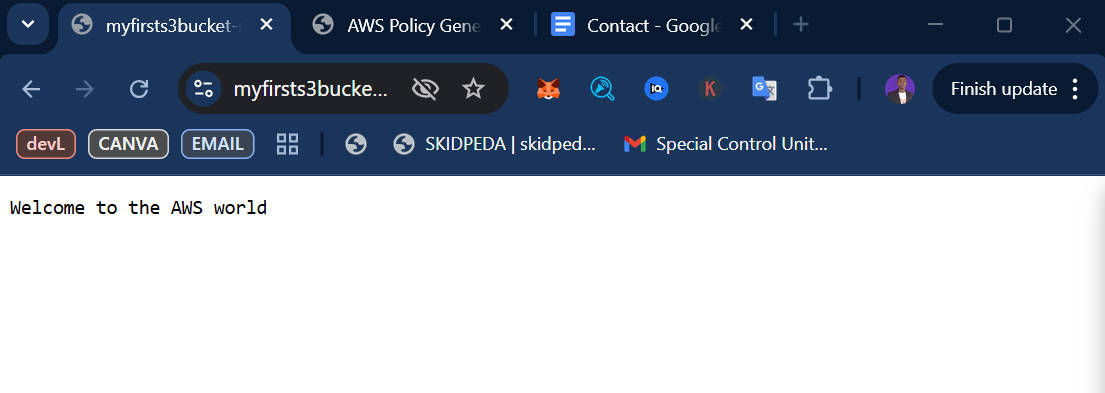 myfirsts3bucket-
AWS Policy Gene
Contact - Google
myfirsts3bucke...
IQ
K
G
Finish update
devL
CANVA
EMAIL
SKIDPEDA | skidped...
Special Control Unit...
Welcome to the AWS world